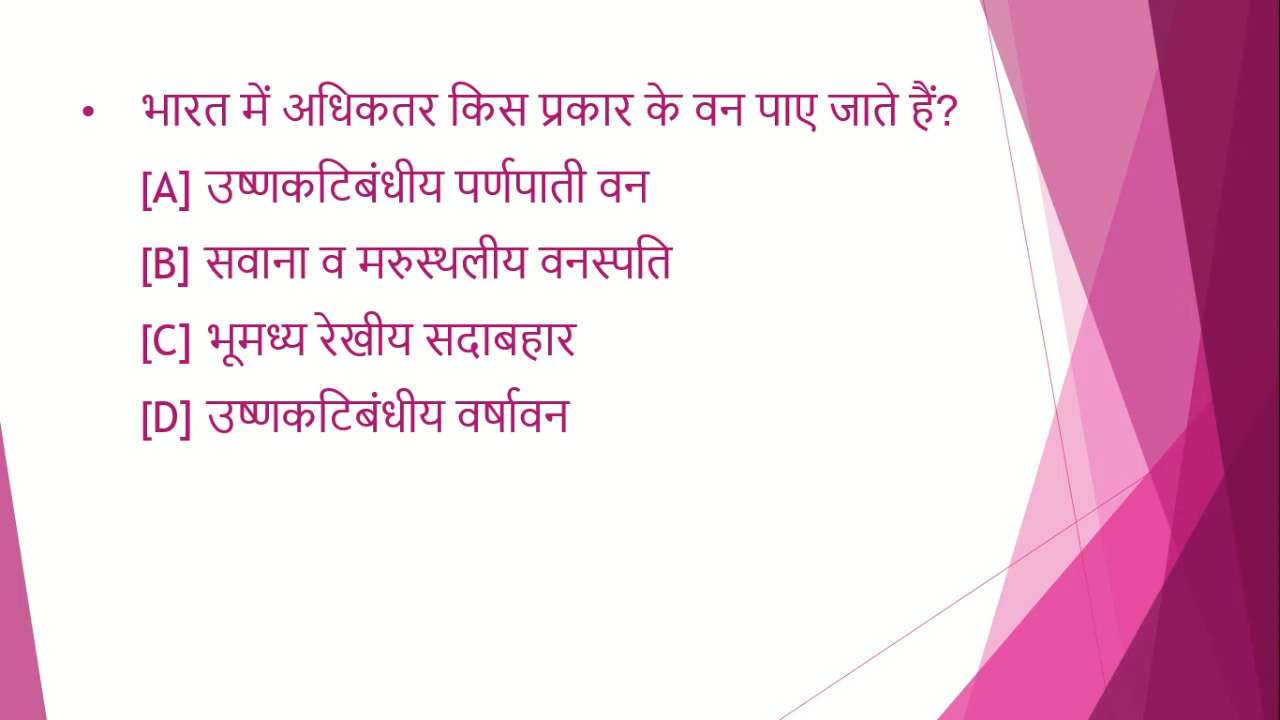 • भारत में अधिकतर किस प्रकार के वन पाए जाते हैं?
[A] उष्णकटिबंधीय पर्णपाती वन
[B] सवाना व मरुस्थलीय वनस्पति
[C] भूमध्य रेखीय सदाबहार
[D] उष्णकटिबंधीय वर्षावन